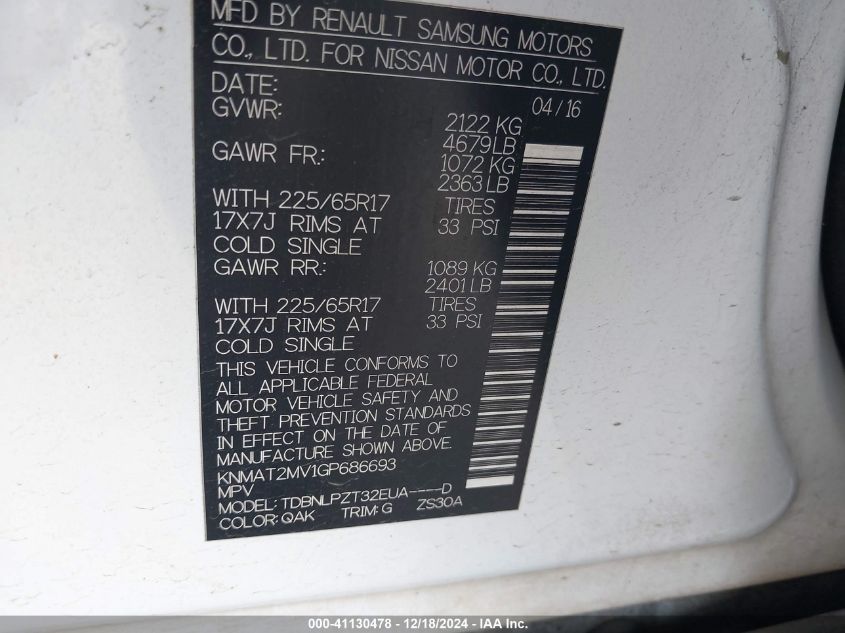 MFD BY RENAULT SAMSUNG MOTORS
CO., LTD. FOR NISSAN MOTOR CO., LTD.
DATE: 04/16
GVWR: 2122 KG
4679LB
GAWR FR.: 1072 KG
2363LB
WITH 225/65R17 TIRES
17X7J RIMS AT 33 PSI
COLD SINGLE
GAWR RR.: 1089 KG
2401LB
WITH 225/65R17 TIRES
17X7J RIMS AT 33 PSI
COLD SINGLE
THIS VEHICLE CONFORMS TO
ALL APPLICABLE FEDERAL
MOTOR VEHICLE SAFETY AND
THEFT PREVENTION STANDARDS
IN EFFECT ON THE DATE OF
MANUFACTURE SHOWN ABOVE.
KNMAT2MV1GP686693
MPV
MODEL: TDBNLPZT32EUA----D
COLOR: QAK TRIM: G ZS30A
000-41130478 - 12/18/2024 - IAA Inc.